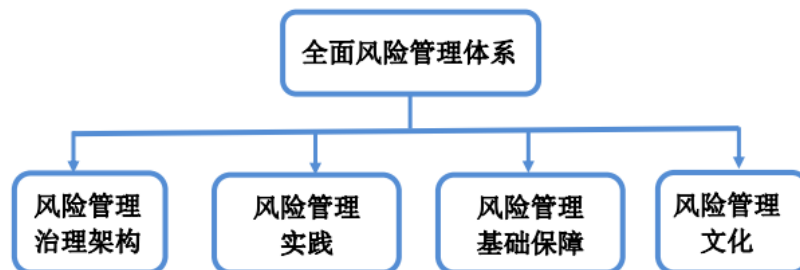 全面风险管理体系
风险管理
治理架构
风险管理
实践
风险管理
基础保障
风险管理
文化